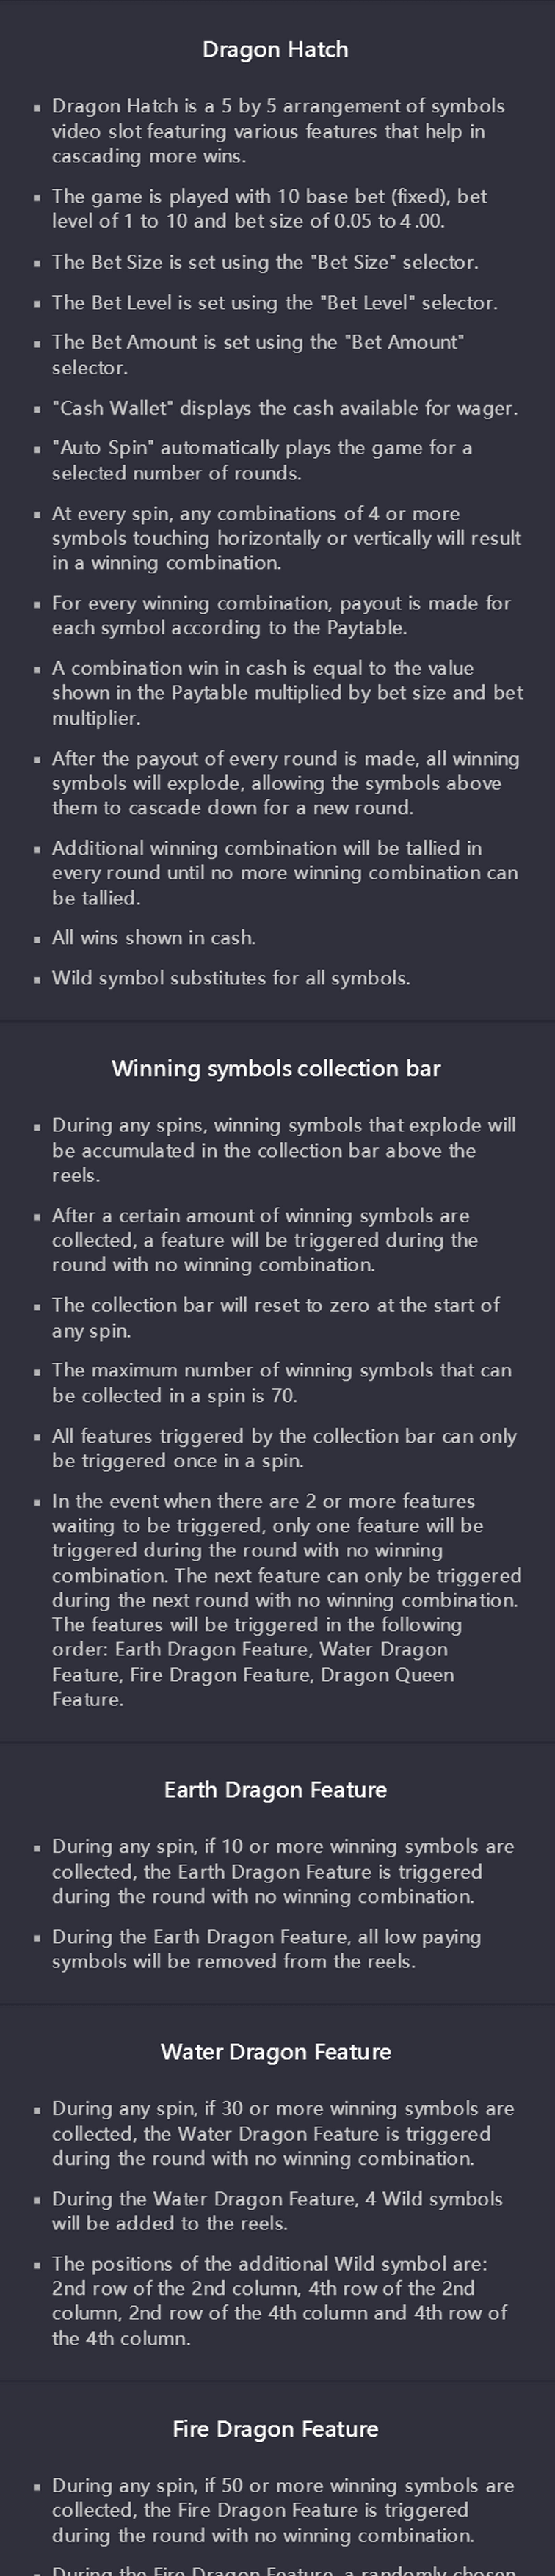 Dragon Hatch
▪ Dragon Hatch is a 5 by 5 arrangement of symbols
video slot featuring various features that help in
cascading more wins.
▪ The game is played with 10 base bet (fixed), bet
level of 1 to 10 and bet size of 0.05 to 4.00.
▪ The Bet Size is set using the "Bet Size" selector.
▪ The Bet Level is set using the "Bet Level" selector.
▪ The Bet Amount is set using the "Bet Amount"
selector.
▪ "Cash Wallet" displays the cash available for wager.
▪ "Auto Spin" automatically plays the game for a
selected number of rounds.
▪ At every spin, any combinations of 4 or more
symbols touching horizontally or vertically will result
in a winning combination.
▪ For every winning combination, payout is made for
each symbol according to the Paytable.
▪ A combination win in cash is equal to the value
shown in the Paytable multiplied by bet size and bet
multiplier.
▪ After the payout of every round is made, all winning
symbols will explode, allowing the symbols above
them to cascade down for a new round.
▪ Additional winning combination will be tallied in
every round until no more winning combination can
be tallied.
▪ All wins shown in cash.
▪ Wild symbol substitutes for all symbols.
Winning symbols collection bar
▪ During any spins, winning symbols that explode will
be accumulated in the collection bar above the
reels.
▪ After a certain amount of winning symbols are
collected, a feature will be triggered during the
round with no winning combination.
▪ The collection bar will reset to zero at the start of
any spin.
▪ The maximum number of winning symbols that can
be collected in a spin is 70.
▪ All features triggered by the collection bar can only
be triggered once in a spin.
▪ In the event when there are 2 or more features
waiting to be triggered, only one feature will be
triggered during the round with no winning
combination. The next feature can only be triggered
during the next round with no winning combination.
The features will be triggered in the following
order: Earth Dragon Feature, Water Dragon
Feature, Fire Dragon Feature, Dragon Queen
Feature.
Earth Dragon Feature
▪ During any spin, if 10 or more winning symbols are
collected, the Earth Dragon Feature is triggered
during the round with no winning combination.
▪ During the Earth Dragon Feature, all low paying
symbols will be removed from the reels.
Water Dragon Feature
▪ During any spin, if 30 or more winning symbols are
collected, the Water Dragon Feature is triggered
during the round with no winning combination.
▪ During the Water Dragon Feature, 4 Wild symbols
will be added to the reels.
▪ The positions of the additional Wild symbol are:
2nd row of the 2nd column, 4th row of the 2nd
column, 2nd row of the 4th column and 4th row of
the 4th column.
Fire Dragon Feature
▪ During any spin, if 50 or more winning symbols are
collected, the Fire Dragon Feature is triggered
during the round with no winning combination.
▪ During the Fire Dragon Feature, a randomly chosen